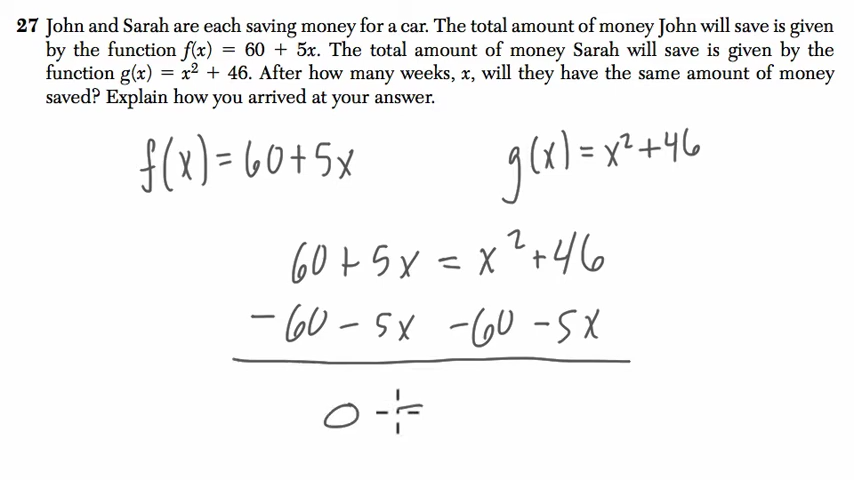 27 John and Sarah are each saving money for a car. The total amount of money John will save is given
by the function f(x) = 60 + 5x. The total amount of money Sarah will save is given by the
function g(x) = x² + 46. After how many weeks, x, will they have the same amount of money
saved? Explain how you arrived at your answer.
f(x) = 60 + 5x g(x) = x² + 46
60 + 5x = x² + 46
- 60 - 5x - 60 - 5x
0 =